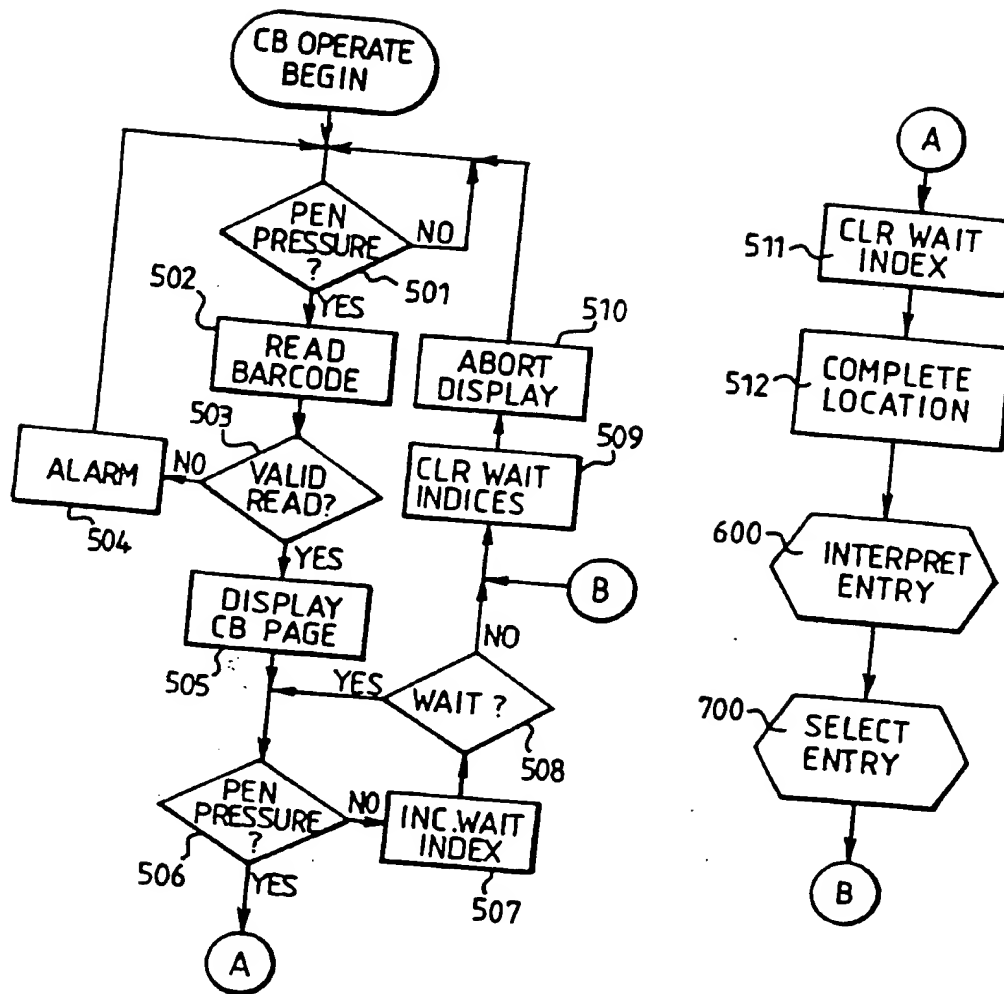 CB OPERATE
BEGIN
PEN
PRESSURE
?
NO
501
YES
502
READ
BARCODE
503
VALID
READ?
NO
ALARM
504
YES
DISPLAY
CB PAGE
505
YES
PEN
PRESSURE
?
506
NO
YES
A
INC. WAIT
INDEX
507
WAIT ?
508
NO
B
CLR WAIT
INDICES
509
ABORT
DISPLAY
510
A
511
CLR WAIT
INDEX
512
COMPLETE
LOCATION
600
INTERPRET
ENTRY
700
SELECT
ENTRY
B